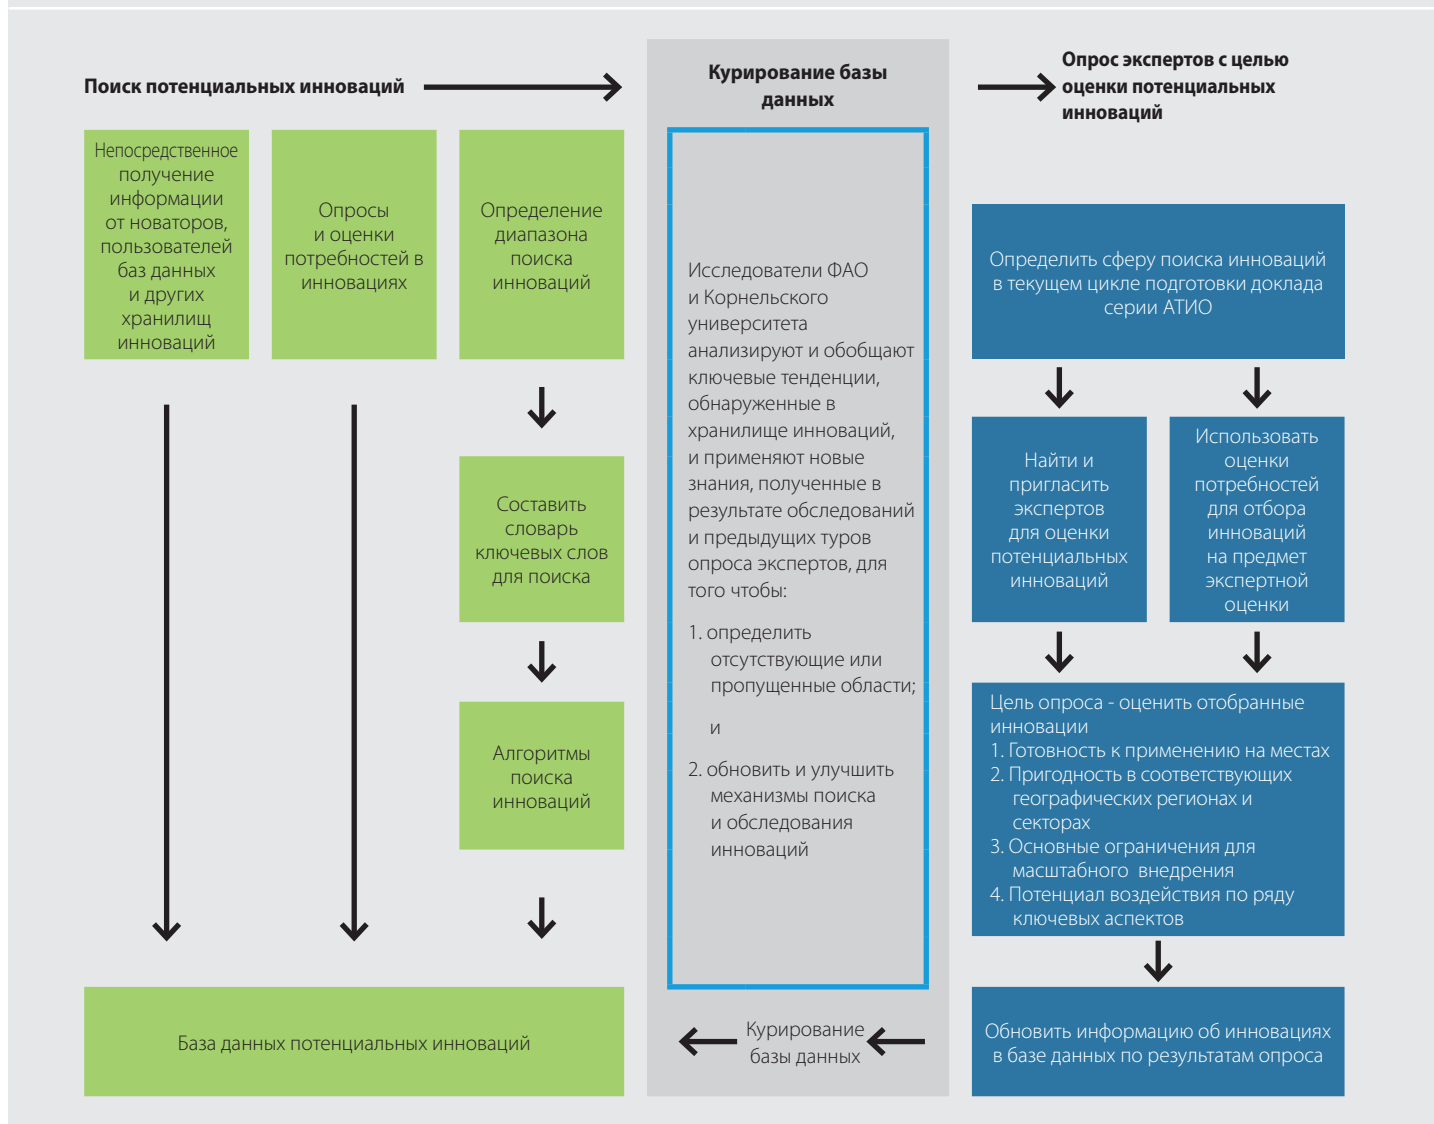 Поиск потенциальных инноваций
Непосредственное
получение
информации
от новаторов,
пользователей
баз данных
и других
хранилищ
инноваций
Опросы
и оценки
потребностей в
инновациях
Определение
диапазона
поиска
инноваций
Составить
словарь
ключевых слов
для поиска
Алгоритмы
поиска
инноваций
База данных потенциальных инноваций
Курирование базы
данных
Исследователи ФАО
и Корнельского
университета
анализируют и обобщают
ключевые тенденции,
обнаруженные в
хранилище инноваций,
и применяют новые
знания, полученные в
результате обследований
и предыдущих туров
опроса экспертов, для
того чтобы:
1. определить
отсутствующие или
пропущенные области;
и
2. обновить и улучшить
механизмы поиска
и обследования
инноваций
Курирование
базы данных
Опрос экспертов с целью
оценки потенциальных
инноваций
Определить сферу поиска инноваций
в текущем цикле подготовки доклада
серии АТИО
Найти и
пригласить
экспертов
для оценки
потенциальных
инноваций
Использовать
оценки
потребностей
для отбора
инноваций
на предмет
экспертной
оценки
Цель опроса - оценить отобранные
инновации
1. Готовность к применению на местах
2. Пригодность в соответствующих
географических регионах и
секторах
3. Основные ограничения для
масштабного внедрения
4. Потенциал воздействия по ряду
ключевых аспектов
Обновить информацию об инновациях
в базе данных по результатам опроса